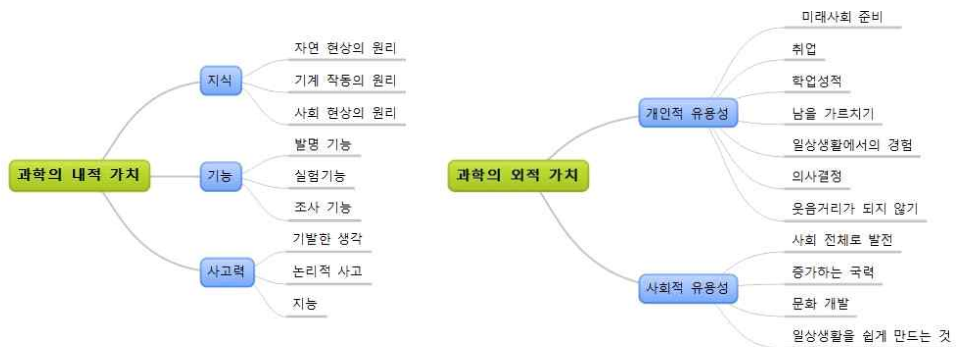 과학의 내적 가치
지식
자연 현상의 원리
기계 작동의 원리
사회 현상의 원리
기능
발명 기능
실험기능
조사 기능
사고력
기발한 생각
논리적 사고
지능
과학의 외적 가치
개인적 유용성
미래사회 준비
취업
학업성적
남을 가르치기
일상생활에서의 경험
의사결정
웃음거리가 되지 않기
사회적 유용성
사회 전체로 발전
증가하는 국력
문화 개발
일상생활을 쉽게 만드는 것